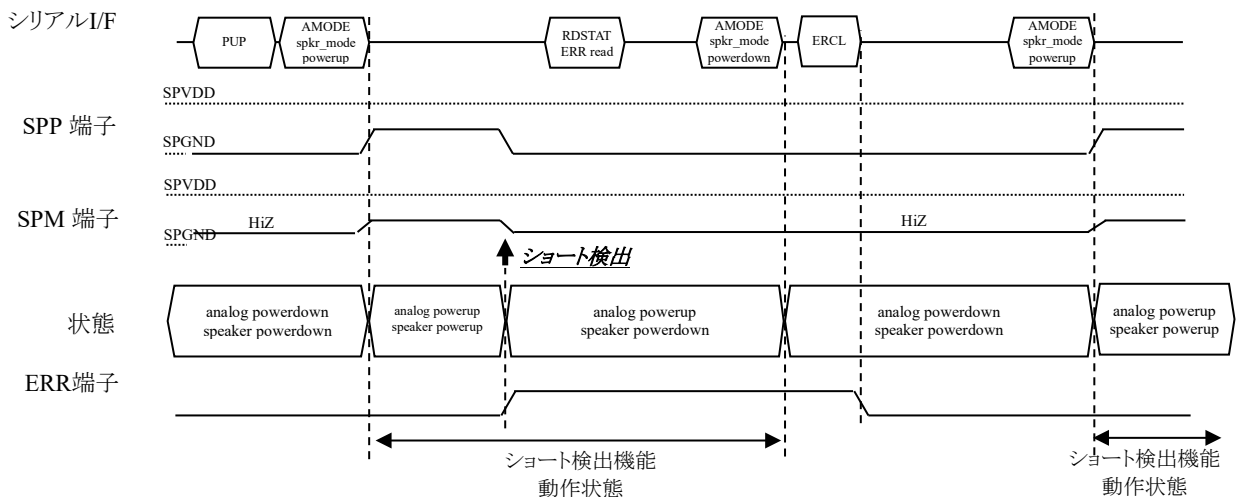 シリアルI/F
PUP
AMODE
spkr_mode
powerup
RDSTAT
ERR read
AMODE
spkr_mode
powerdown
ERCL
AMODE
spkr_mode
powerup
SPVDD
SPP 端子
SPGND
SPVDD
SPM 端子
SPGND
HiZ
HiZ
ショート検出
状態
analog powerdown
speaker powerdown
analog powerup
speaker powerup
analog powerup
speaker powerdown
analog powerdown
speaker powerdown
analog powerup
speaker powerup
ERR端子
ショート検出機能
動作状態
ショート検出機能
動作状態